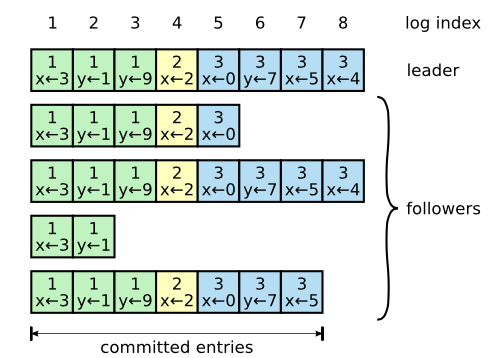 1 2 3 4 5 6 7 8 log index
1 1 1 2 3 3 3 3
x←3 y←1 y←9 x←2 x←0 y←7 x←5 x←4
leader
1 1 1 2 3
x←3 y←1 y←9 x←2 x←0
1 1 1 2 3 3 3 3
x←3 y←1 y←9 x←2 x←0 y←7 x←5 x←4
followers
1 1
x←3 y←1
1 1 1 2 3 3 3
x←3 y←1 y←9 x←2 x←0 y←7 x←5
committed entries